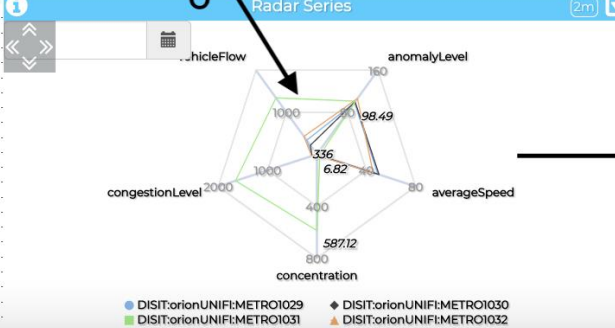 Radar Series
2m
vehicleFlow
anomalyLevel
160
1000
80
98.49
336
6.82
40
congestionLevel
2000
1000
80
averageSpeed
400
587.12
800
concentration
DISIT:orionUNIFI:METRO1029
DISIT:orionUNIFI:METRO1030
DISIT:orionUNIFI:METRO1031
DISIT:orionUNIFI:METRO1032